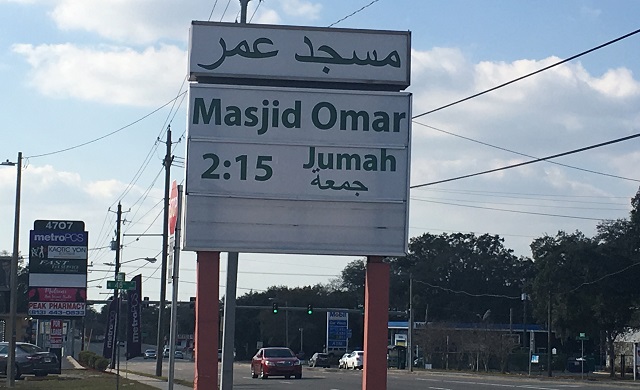 مسجد عمر
Masjid Omar
2:15 Jumah
جمعة
4707
metroPCS
PEAK PHARMACY